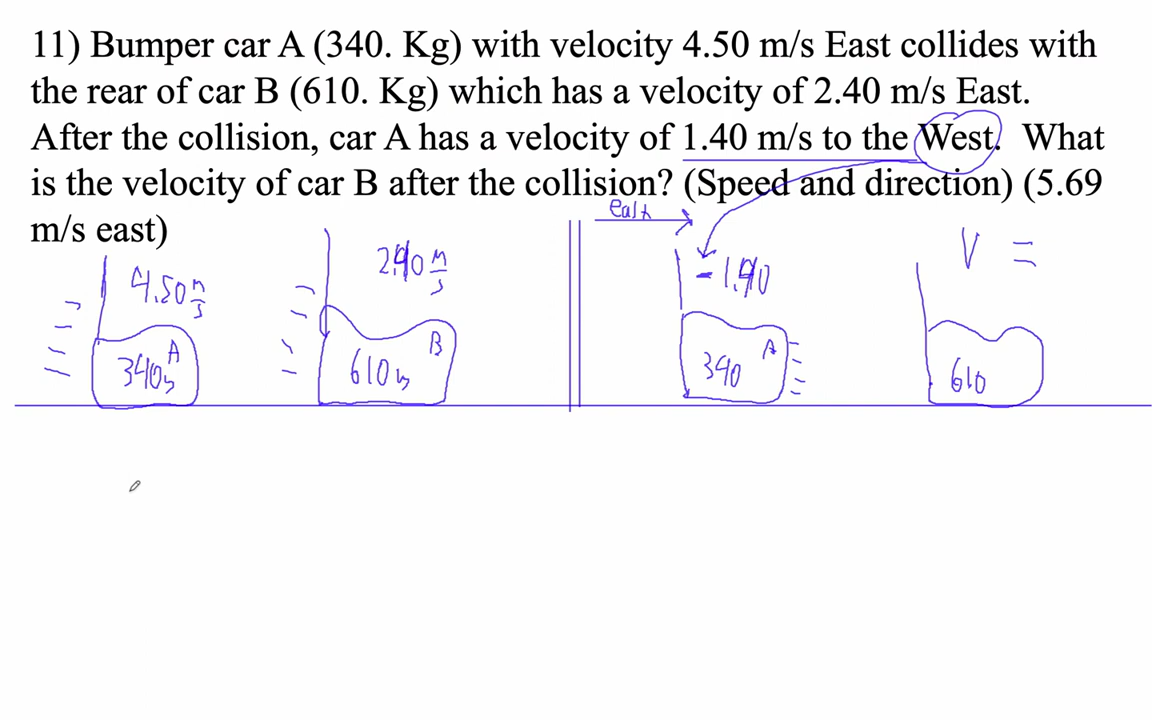 11) Bumper car A (340. Kg) with velocity 4.50 m/s East collides with
the rear of car B (610. Kg) which has a velocity of 2.40 m/s East.
After the collision, car A has a velocity of 1.40 m/s to the West. What
is the velocity of car B after the collision? (Speed and direction) (5.69
m/s east)
east
4.50 m/s
2.40 m/s
-1.40
V =
A
340
B
610
A
340
610